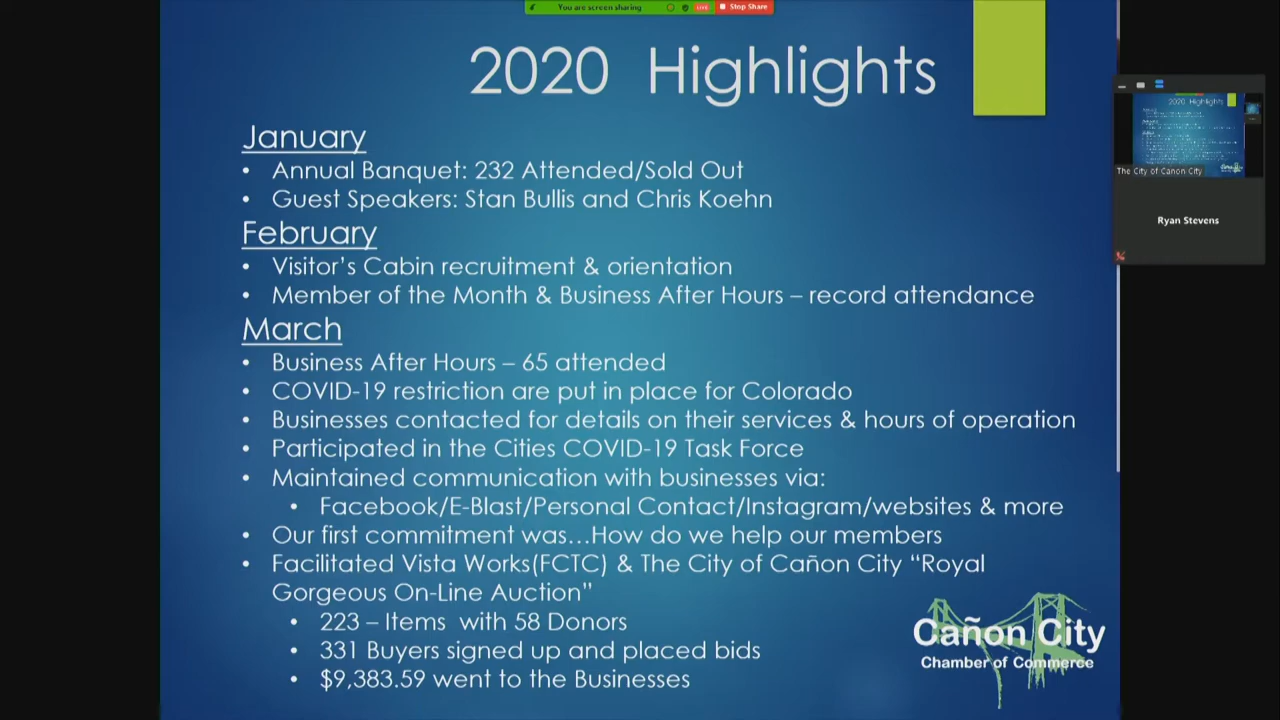 You are screen sharing
LIVE
Stop Share
2020 Highlights
January
• Annual Banquet: 232 Attended/Sold Out
• Guest Speakers: Stan Bullis and Chris Koehn
February
• Visitor's Cabin recruitment & orientation
• Member of the Month & Business After Hours – record attendance
March
• Business After Hours – 65 attended
• COVID-19 restriction are put in place for Colorado
• Businesses contacted for details on their services & hours of operation
• Participated in the Cities COVID-19 Task Force
• Maintained communication with businesses via:
• Facebook/E-Blast/Personal Contact/Instagram/websites & more
• Our first commitment was...How do we help our members
• Facilitated Vista Works(FCTC) & The City of Cañon City “Royal
Gorgeous On-Line Auction”
• 223 – Items with 58 Donors
• 331 Buyers signed up and placed bids
• $9,383.59 went to the Businesses
Cañon City
Chamber of Commerce
2020 Highlights
The City of Canon City
Ryan Stevens